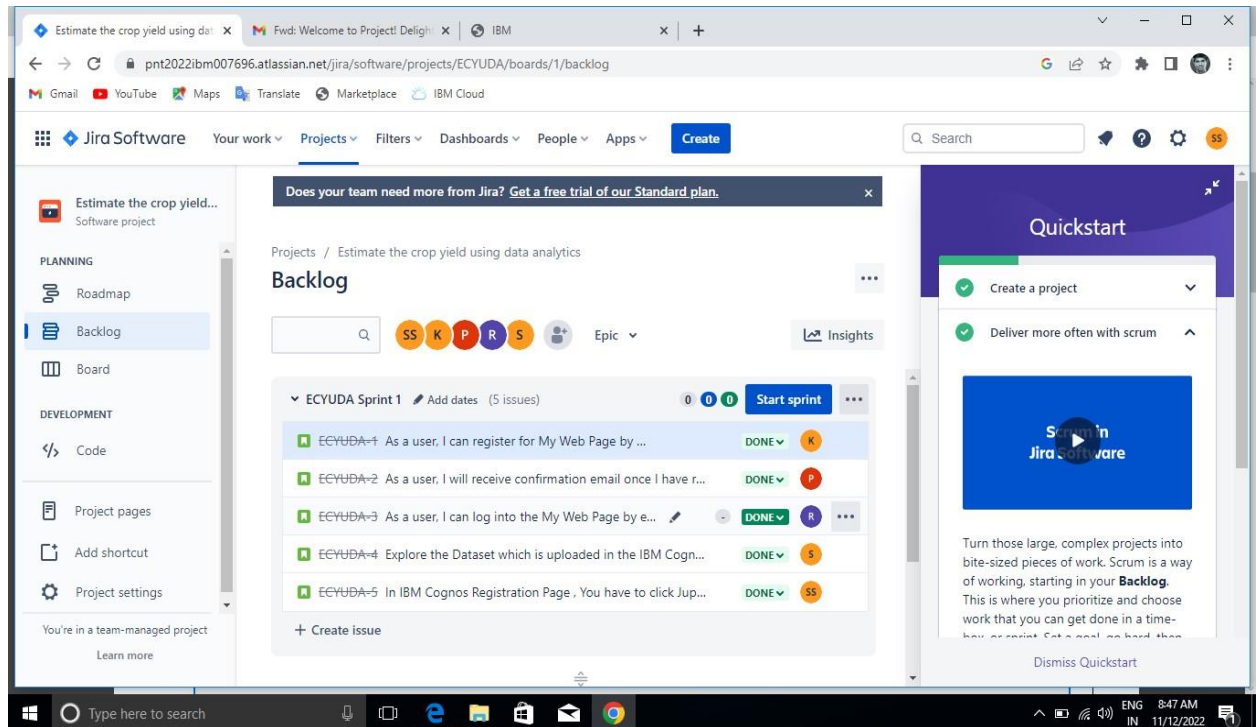 Estimate the crop yield using dat
Fwd: Welcome to Project! Deligh
IBM
pnt2022ibm007696.atlassian.net/jira/software/projects/ECYUDA/boards/1/backlog
Gmail YouTube Maps Translate Marketplace IBM Cloud
Jira Software Your work Projects Filters Dashboards People Apps Create Search SS
Estimate the crop yield...
Software project
PLANNING
Roadmap
Backlog
Board
DEVELOPMENT
Code
Project pages
Add shortcut
Project settings
You're in a team-managed project
Learn more
Does your team need more from Jira? Get a free trial of our Standard plan.
Projects / Estimate the crop yield using data analytics
Backlog
SS K P R S Epic Insights
ECYUDA Sprint 1 Add dates (5 issues) 0 0 0 Start sprint
ECYUDA-1 As a user, I can register for My Web Page by ... DONE K
ECYUDA-2 As a user, I will receive confirmation email once I have r... DONE P
ECYUDA-3 As a user, I can log into the My Web Page by e... - DONE R
ECYUDA-4 Explore the Dataset which is uploaded in the IBM Cogn... DONE S
ECYUDA-5 In IBM Cognos Registration Page , You have to click Jup... DONE SS
+ Create issue
Quickstart
Create a project
Deliver more often with scrum
Scrum in
Jira Software
Turn those large, complex projects into
bite-sized pieces of work. Scrum is a way
of working, starting in your Backlog.
This is where you prioritize and choose
work that you can get done in a time-
box, or sprint. Set a goal, go hard, then
Dismiss Quickstart
Type here to search
ENG 8:47 AM
IN 11/12/2022
1